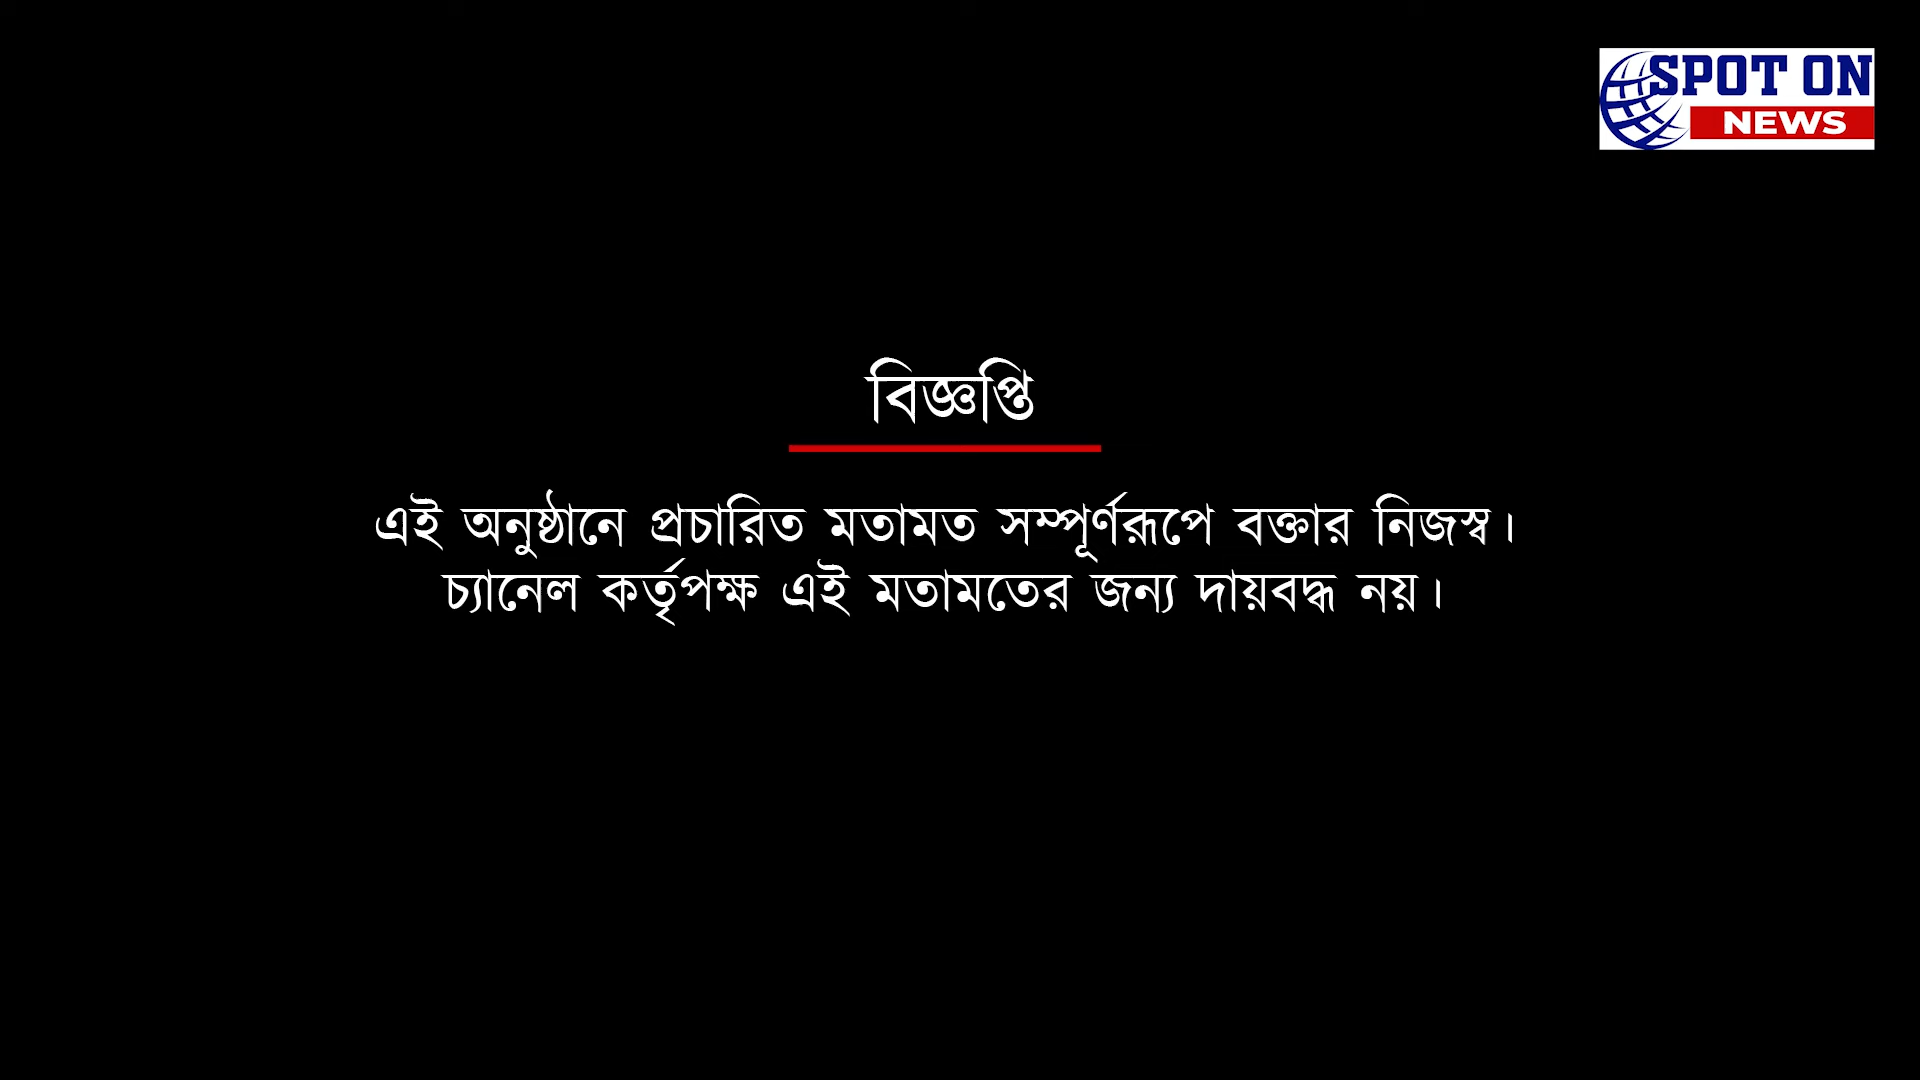 SPOT ON
NEWS
বিজ্ঞপ্তি
এই অনুষ্ঠানে প্রচারিত মতামত সম্পূর্ণরূপে বক্তার নিজস্ব।
চ্যানেল কর্তৃপক্ষ এই মতামতের জন্য দায়বদ্ধ নয়।